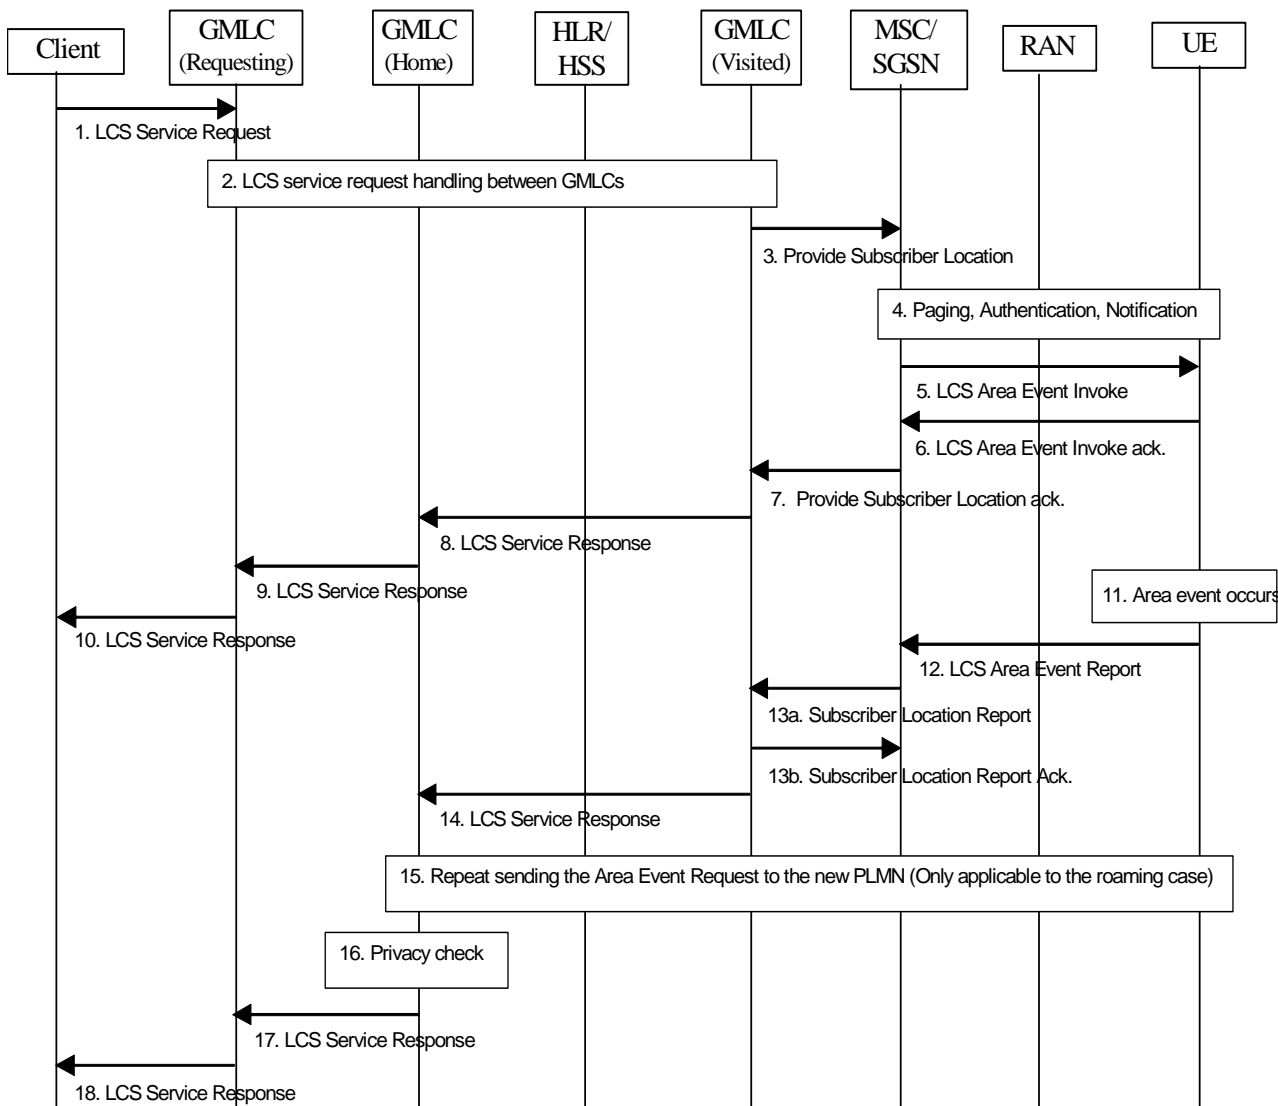 Client
GMLC
(Requesting)
GMLC
(Home)
HLR/
HSS
GMLC
(Visited)
MSC/
SGSN
RAN
UE
1. LCS Service Request
2. LCS service request handling between GMLCs
3. Provide Subscriber Location
4. Paging, Authentication, Notification
5. LCS Area Event Invoke
6. LCS Area Event Invoke ack.
7. Provide Subscriber Location ack.
8. LCS Service Response
9. LCS Service Response
10. LCS Service Response
11. Area event occurs
12. LCS Area Event Report
13a. Subscriber Location Report
13b. Subscriber Location Report Ack.
14. LCS Service Response
15. Repeat sending the Area Event Request to the new PLMN (Only applicable to the roaming case)
16. Privacy check
17. LCS Service Response
18. LCS Service Response